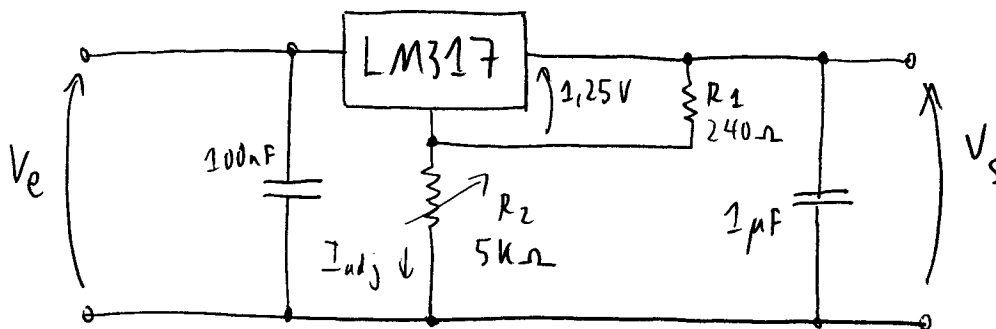 LM317
1,25V
R1
240Ω
Ve
100nF
R2
5KΩ
Iadj
1µF
Vs